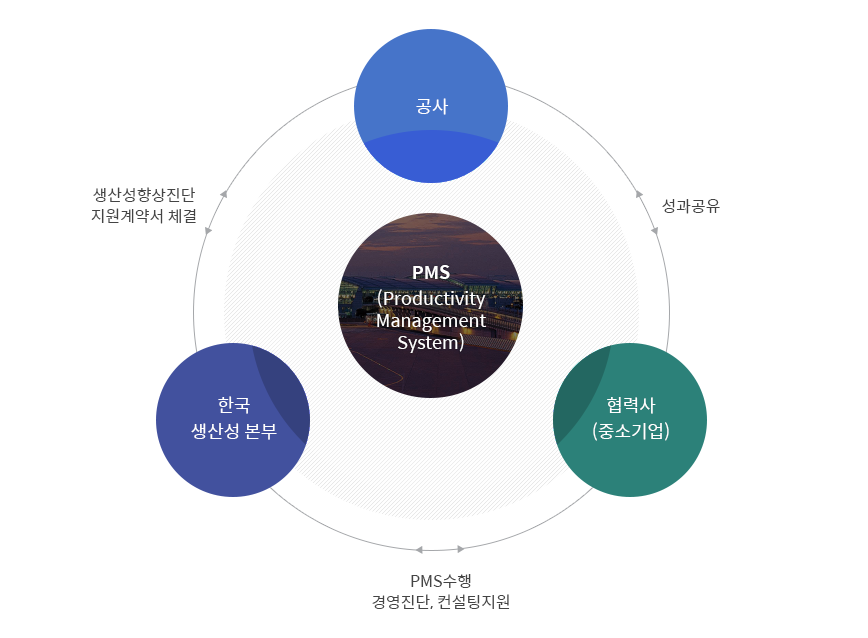 공사
생산성향상진단
지원계약서 체결
성과공유
PMS
(Productivity
Management
System)
한국
생산성 본부
협력사
(중소기업)
PMS수행
경영진단, 컨설팅지원